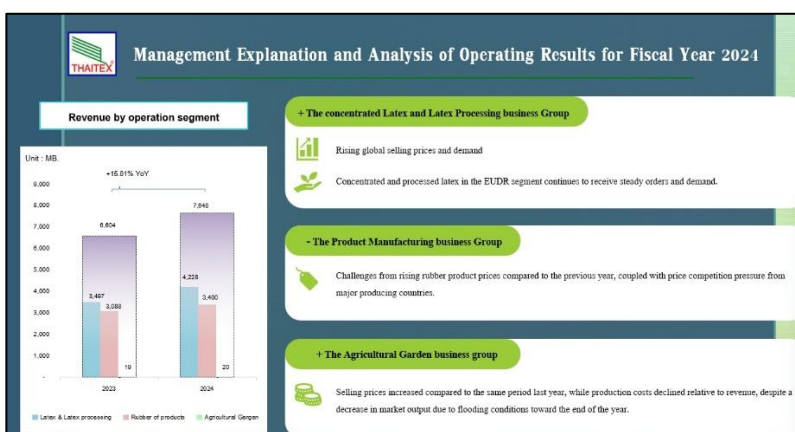 THAITEX
Management Explanation and Analysis of Operating Results for Fiscal Year 2024
Revenue by operation segment
Unit : MB.
+15.81% YoY
9,000
8,000
7,000
6,000
5,000
4,000
3,000
2,000
1,000
-
6,604
3,497
3,088
19
7,648
4,228
3,400
20
2023
2024
Latex & Latex processing
Rubber of products
Agricultural Gargen
+ The concentrated Latex and Latex Processing business Group
Rising global selling prices and demand
Concentrated and processed latex in the EUDR segment continues to receive steady orders and demand.
- The Product Manufacturing business Group
Challenges from rising rubber product prices compared to the previous year, coupled with price competition pressure from
major producing countries.
+ The Agricultural Garden business group
Selling prices increased compared to the same period last year, while production costs declined relative to revenue, despite a
decrease in market output due to flooding conditions toward the end of the year.